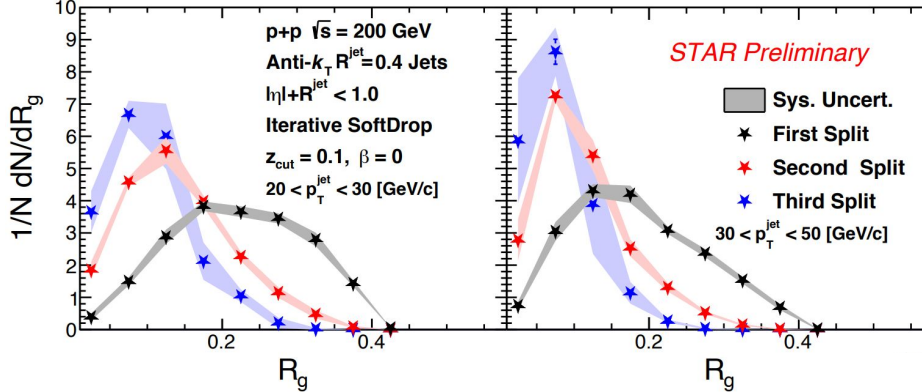 1/N dN/dR_g
9
8
7
6
5
4
3
2
1
0
p+p √s = 200 GeV
Anti-k_T R^jet=0.4 Jets
|η|+R^jet < 1.0
Iterative SoftDrop
z_cut = 0.1, β = 0
20 < p_T^jet < 30 [GeV/c]
0.2
0.4
R_g
STAR Preliminary
Sys. Uncert.
First Split
Second Split
Third Split
30 < p_T^jet < 50 [GeV/c]
0.2
0.4
R_g